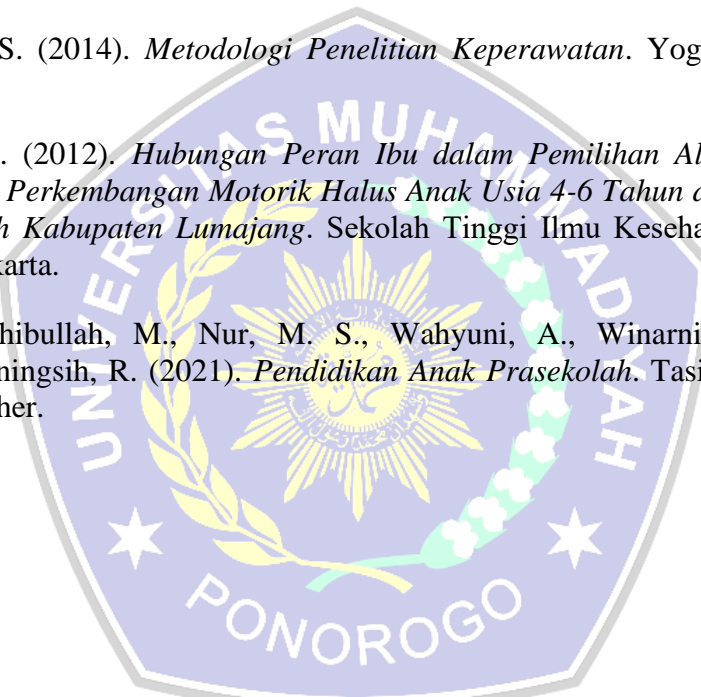 S. (2014). Metodologi Penelitian Keperawatan. Yog
. (2012). Hubungan Peran Ibu dalam Pemilihan Al
Perkembangan Motorik Halus Anak Usia 4-6 Tahun
h Kabupaten Lumajang. Sekolah Tinggi Ilmu Keseha
karta.
hibullah, M., Nur, M. S., Wahyuni, A., Winarni
ningsih, R. (2021). Pendidikan Anak Prasekolah. Tasi
her.
UNIVERSITAS MUHAMMADIYAH
PONOROGO